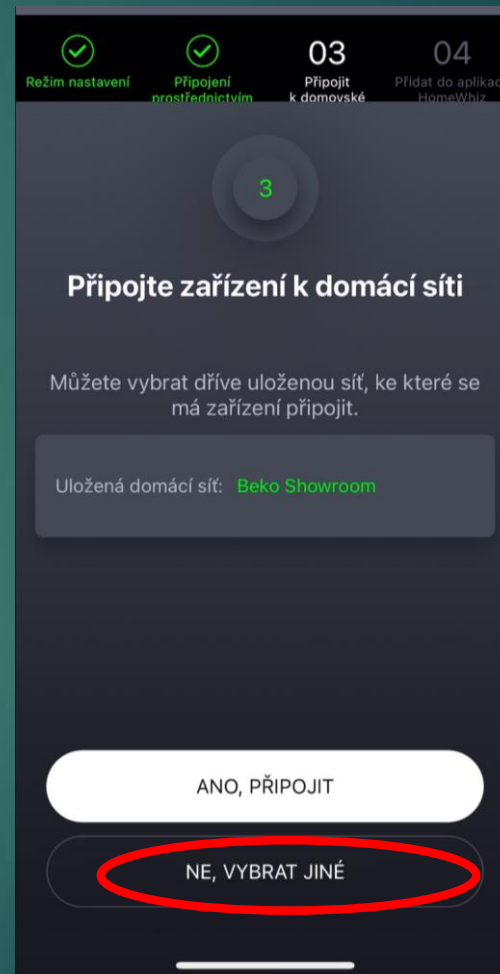 03
04
Režim nastavení
Připojení
prostřednictvím
Připojit
k domovské
Přidat do aplikac
HomeWhiz
3
Připojte zařízení k domácí síti
Můžete vybrat dříve uloženou síť, ke které se
má zařízení připojit.
Uložená domácí síť: Beko Showroom
ANO, PŘIPOJIT
NE, VYBRAT JINÉ